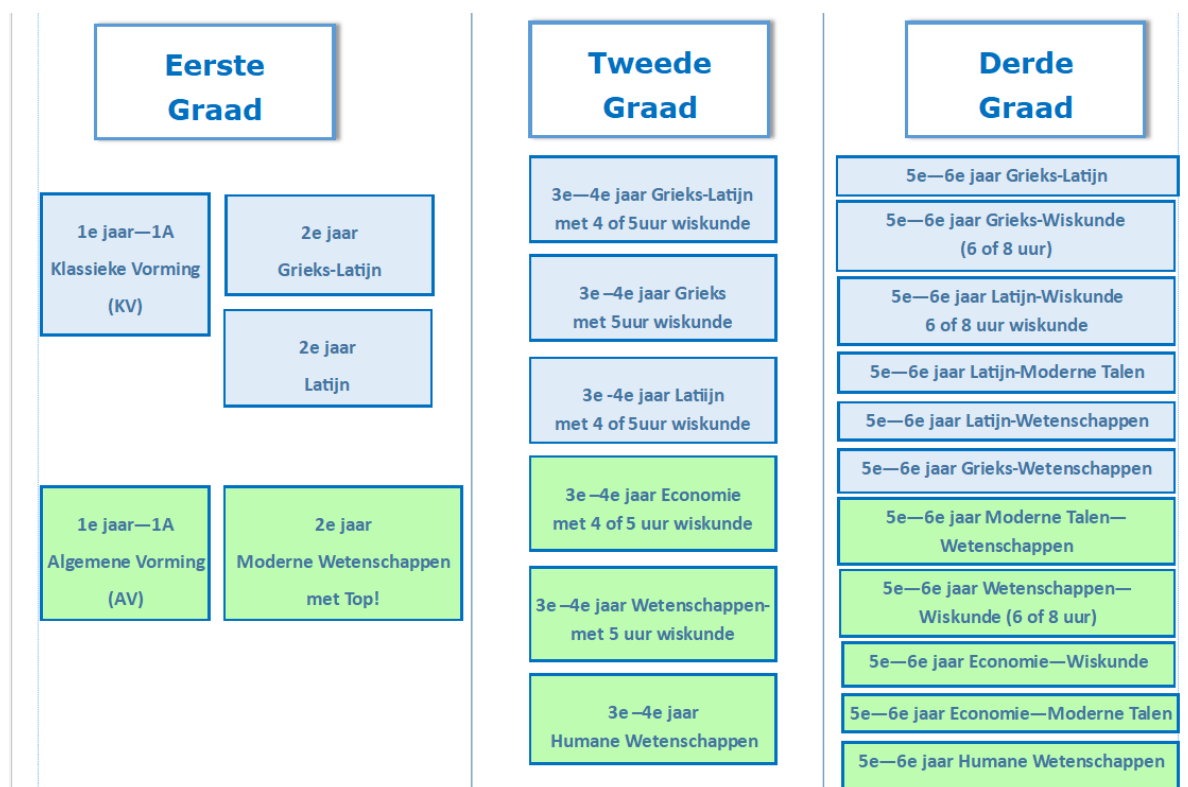 Eerste
Graad
1e jaar—1A
Klassieke Vorming
(KV)
2e jaar
Grieks-Latijn
2e jaar
Latijn
1e jaar—1A
Algemene Vorming
(AV)
2e jaar
Moderne Wetenschappen
met Top!
Tweede
Graad
3e—4e jaar Grieks-Latijn
met 4 of 5uur wiskunde
3e –4e jaar Grieks
met 5uur wiskunde
3e -4e jaar Latiijn
met 4 of 5uur wiskunde
3e –4e jaar Economie
met 4 of 5 uur wiskunde
3e –4e jaar Wetenschappen-
met 5 uur wiskunde
3e –4e jaar
Humane Wetenschappen
Derde
Graad
5e—6e jaar Grieks-Latijn
5e—6e jaar Grieks-Wiskunde
(6 of 8 uur)
5e—6e jaar Latijn-Wiskunde
6 of 8 uur wiskunde
5e—6e jaar Latijn-Moderne Talen
5e—6e jaar Latijn-Wetenschappen
5e—6e jaar Grieks-Wetenschappen
5e—6e jaar Moderne Talen—
Wetenschappen
5e—6e jaar Wetenschappen—
Wiskunde (6 of 8 uur)
5e—6e jaar Economie—Wiskunde
5e—6e jaar Economie—Moderne Talen
5e—6e jaar Humane Wetenschappen